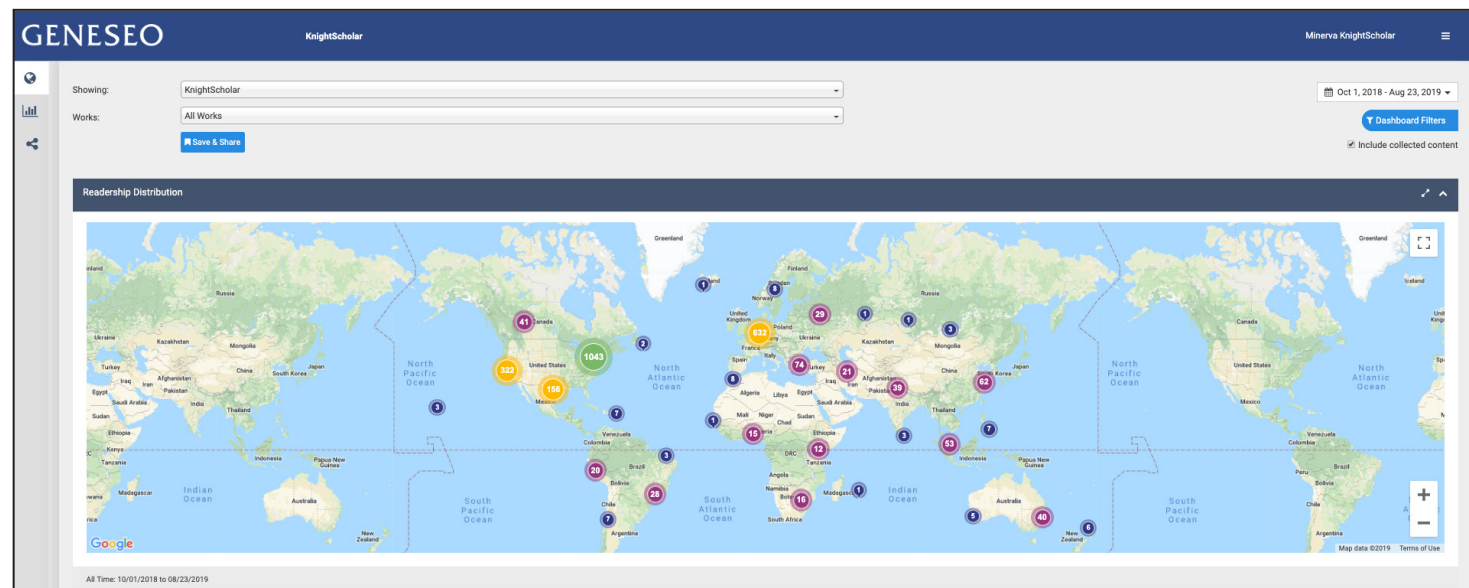 GENESEO
KnightScholar
Minerva KnightScholar
Showing:
KnightScholar
Oct 1, 2018 - Aug 23, 2019
Works:
All Works
Dashboard Filters
Save & Share
Include collected content
Readership Distribution
Greenland
Greenland
Finland
Iceland
1
8
Norway
Russia
Russia
41
Canada
United
Kingdom
29
Poland
1
1
3
Canada
Ukraine
Kazakhstan
Mongolia
2
632
France
Ukraine
Kazakhstan
Mongolia
1043
Spain
Italy
Turkey
China
South Korea
Japan
North
Pacific
Ocean
322
United States
North
Atlantic
Ocean
74
21
Korea
North
Pacific
Ocean
United States
North
Atlantic
Ocean
Iraq
Iran
Afghanistan
Pakistan
8
Iraq
Iran
Afghanistan
39
62
Egypt
Saudi Arabia
India
Thailand
158
Mexico
Algeria
Libya
Egypt
Saudi Arabia
India
Thailand
Mexico
3
7
1
Mali
Niger
Sudan
Chad
7
Sudan
Ethiopia
Venezuela
Colombia
15
Ethiopia
3
53
Venezuela
Colombia
Kenya
Tanzania
3
DRC
12
Tanzania
Indonesia
Papua New
Guinea
20
Brazil
Angola
Indonesia
Papua New
Guinea
Peru
Brazil
Bolivia
Namibia
Bolivia
Madagascar
Indian
Ocean
Australia
South
Pacific
Ocean
28
South
Atlantic
Ocean
16
1
Indian
Ocean
Australia
South
Pacific
Ocean
Chile
Chile
7
Argentina
South Africa
5
40
6
New
Zealand
New
Zealand
Argentina
Google
Map data ©2019
Terms of Use
All Time: 10/01/2018 to 08/23/2019